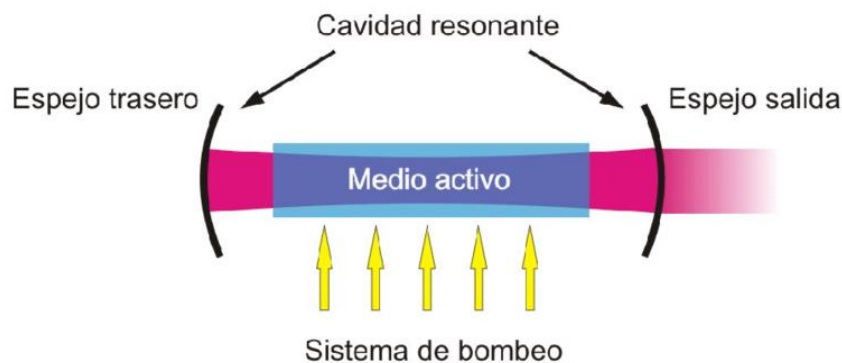 Cavidad resonante
Espejo trasero
Espejo salida
Medio activo
Sistema de bombeo